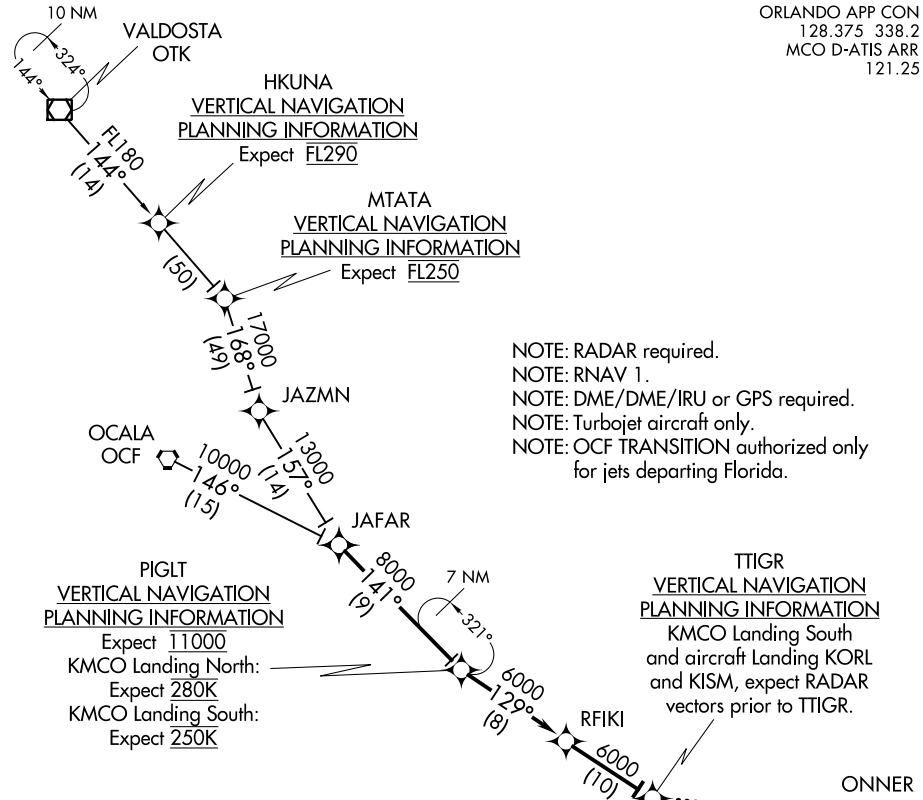 ORLANDO APP CON
128.375 338.2
MCO D-ATIS ARR
121.25
10 NM
VALDOSTA
OTK
324°
144°
HKUNA
VERTICAL NAVIGATION
PLANNING INFORMATION
Expect FL290
FL180
144°
(14)
MTATA
VERTICAL NAVIGATION
PLANNING INFORMATION
Expect FL250
(50)
17000
168°
(49)
NOTE: RADAR required.
NOTE: RNAV 1.
NOTE: DME/DME/IRU or GPS required.
NOTE: Turbojet aircraft only.
NOTE: OCF TRANSITION authorized only
for jets departing Florida.
JAZMN
OCALA
OCF
10000
146°
(15)
13000
157°
(14)
JAFAR
8000
141°
(9)
7 NM
321°
PIGLT
VERTICAL NAVIGATION
PLANNING INFORMATION
Expect 11000
KMCO Landing North:
Expect 280K
KMCO Landing South:
Expect 250K
TTIGR
VERTICAL NAVIGATION
PLANNING INFORMATION
KMCO Landing South
and aircraft Landing KORL
and KISM, expect RADAR
vectors prior to TTIGR.
6000
129°
(8)
RFIKI
6000
(10)
ONNER